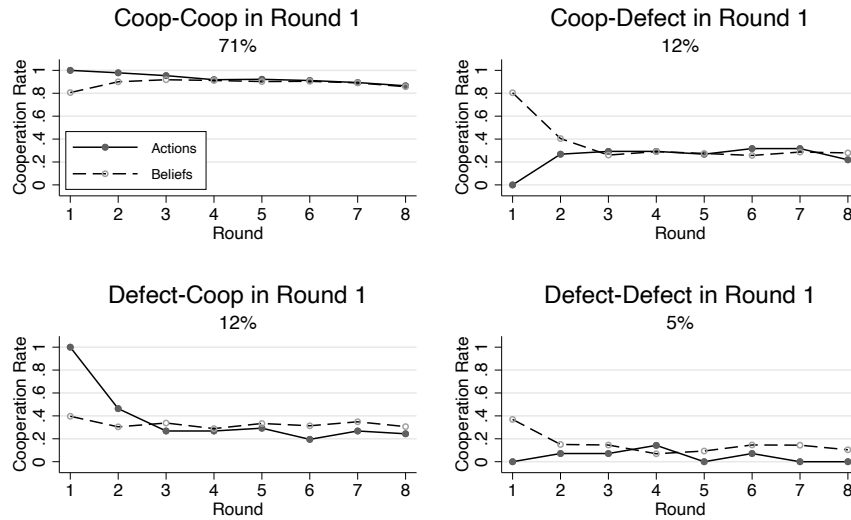 Coop-Coop in Round 1
71%
Cooperation Rate
0 .2 .4 .6 .8 1
Actions
Beliefs
1 2 3 4 5 6 7 8
Round
Coop-Defect in Round 1
12%
Cooperation Rate
0 .2 .4 .6 .8 1
1 2 3 4 5 6 7 8
Round
Defect-Coop in Round 1
12%
Cooperation Rate
0 .2 .4 .6 .8 1
1 2 3 4 5 6 7 8
Round
Defect-Defect in Round 1
5%
Cooperation Rate
0 .2 .4 .6 .8 1
1 2 3 4 5 6 7 8
Round